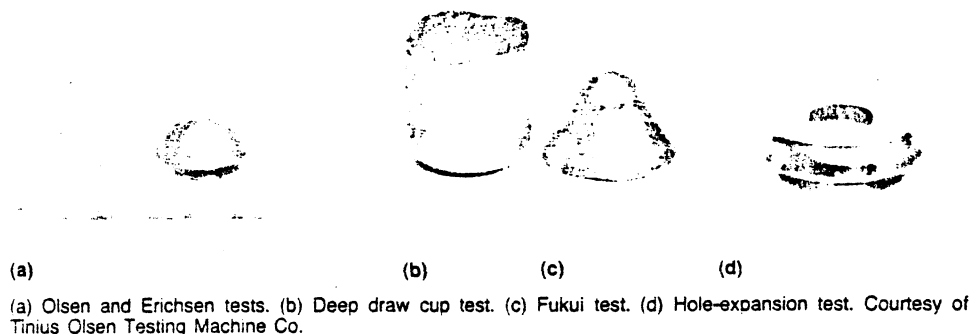 (a) (b) (c) (d)
(a) Olsen and Erichsen tests. (b) Deep draw cup test. (c) Fukui test. (d) Hole-expansion test. Courtesy of
Tinius Olsen Testing Machine Co.